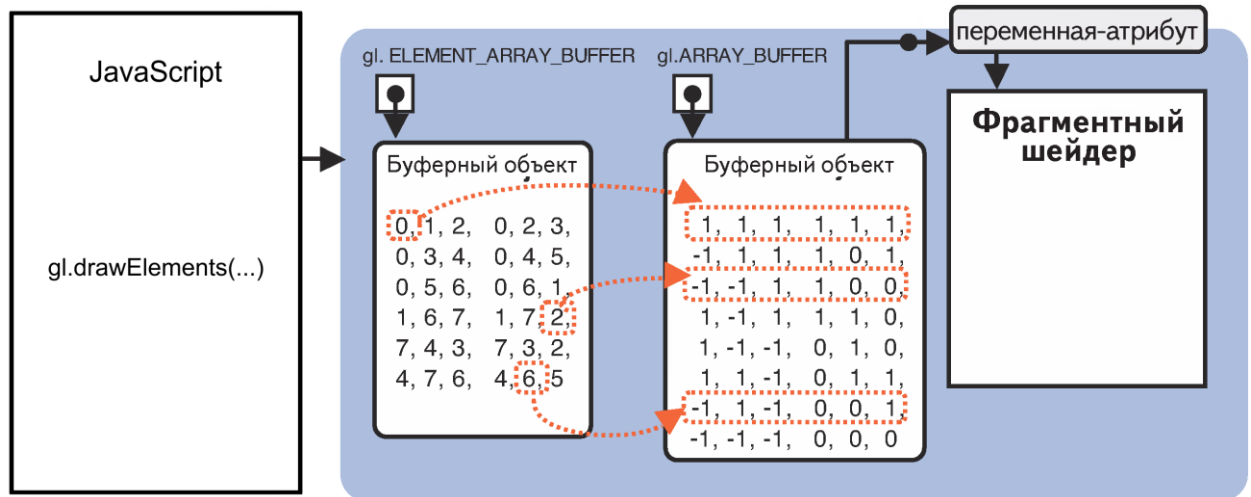 JavaScript
gl.drawElements(...)
gl. ELEMENT_ARRAY_BUFFER
gl.ARRAY_BUFFER
переменная-атрибут
Буферный объект
0, 1, 2, 0, 2, 3,
0, 3, 4, 0, 4, 5,
0, 5, 6, 0, 6, 1,
1, 6, 7, 1, 7, 2,
7, 4, 3, 7, 3, 2,
4, 7, 6, 4, 6, 5
Буферный объект
1, 1, 1, 1, 1, 1,
-1, 1, 1, 1, 0, 1,
-1, -1, 1, 1, 0, 0,
1, -1, 1, 1, 1, 0,
1, -1, -1, 0, 1, 0,
1, 1, -1, 0, 1, 1,
-1, 1, -1, 0, 0, 1,
-1, -1, -1, 0, 0, 0
Фрагментный
шейдер